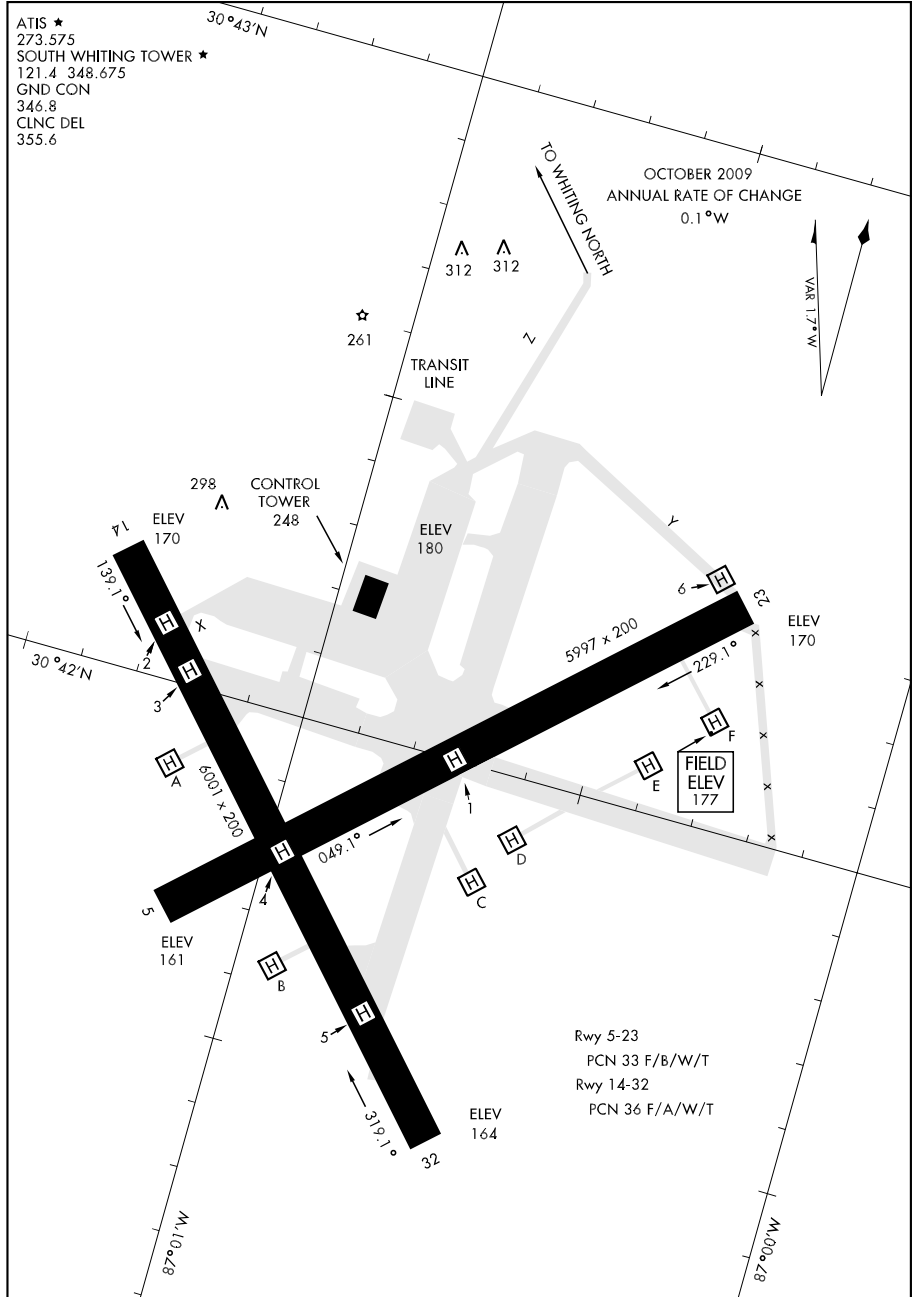 ATIS ★
273.575
SOUTH WHITING TOWER ★
121.4 348.675
GND CON
346.8
CLNC DEL
355.6
30°43'N
TO WHITING NORTH
OCTOBER 2009
ANNUAL RATE OF CHANGE
0.1°W
VAR 1.7°W
312
312
261
Z
TRANSIT
LINE
298
CONTROL
TOWER
248
14
ELEV
170
ELEV
180
Y
139.1°
H
X
2
H
3
30°42'N
6
H
23
ELEV
170
5997 x 200
229.1°
x
x
x
x
x
H
F
H
A
6001 x 200
H
1
H
E
FIELD
ELEV
177
H
4
049.1°
H
D
H
C
5
ELEV
161
H
B
H
5
Rwy 5-23
PCN 33 F/B/W/T
Rwy 14-32
PCN 36 F/A/W/T
319.1°
ELEV
164
32
87°01'W
87°00'W